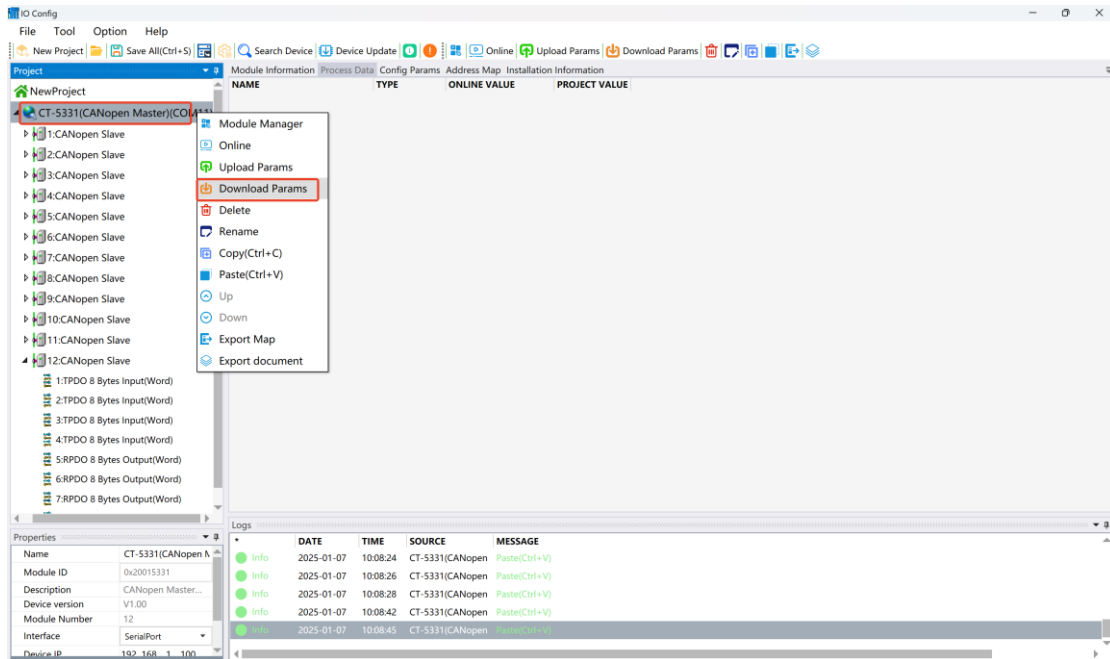 IO Config
File Tool Option Help
New Project Save All(Ctrl+S) Search Device Device Update Online Upload Params Download Params
Project
Module Information Process Data Config Params Address Map Installation Information
NAME TYPE ONLINE VALUE PROJECT VALUE
NewProject
CT-5331(CANopen Master)(COM11)
1:CANopen Slave
2:CANopen Slave
3:CANopen Slave
4:CANopen Slave
5:CANopen Slave
6:CANopen Slave
7:CANopen Slave
8:CANopen Slave
9:CANopen Slave
10:CANopen Slave
11:CANopen Slave
12:CANopen Slave
1:TPDO 8 Bytes Input(Word)
2:TPDO 8 Bytes Input(Word)
3:TPDO 8 Bytes Input(Word)
4:TPDO 8 Bytes Input(Word)
5:RPDO 8 Bytes Output(Word)
6:RPDO 8 Bytes Output(Word)
7:RPDO 8 Bytes Output(Word)
Module Manager
Online
Upload Params
Download Params
Delete
Rename
Copy(Ctrl+C)
Paste(Ctrl+V)
Up
Down
Export Map
Export document
Properties
Name CT-5331(CANopen
Module ID 0x20015331
Description CANopen Master...
Device version V1.00
Module Number 12
Interface SerialPort
Device IP 192 168 1 100
Logs
* DATE TIME SOURCE MESSAGE
Info 2025-01-07 10:08:24 CT-5331(CANopen Paste(Ctrl+V)
Info 2025-01-07 10:08:26 CT-5331(CANopen Paste(Ctrl+V)
Info 2025-01-07 10:08:28 CT-5331(CANopen Paste(Ctrl+V)
Info 2025-01-07 10:08:42 CT-5331(CANopen Paste(Ctrl+V)
Info 2025-01-07 10:08:45 CT-5331(CANopen Paste(Ctrl+V)